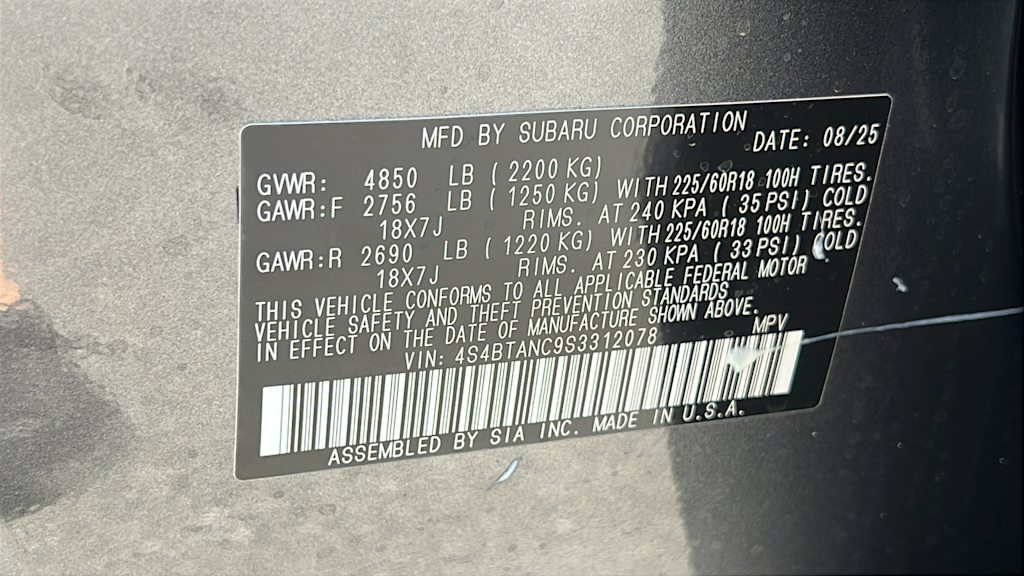 MFD BY SUBARU CORPORATION
DATE: 08/25
GVWR: 4850 LB ( 2200 KG)
GAWR:F 2756 LB ( 1250 KG) WITH 225/60R18 100H TIRES.
18X7J RIMS. AT 240 KPA ( 35 PSI) COLD
GAWR:R 2690 LB ( 1220 KG) WITH 225/60R18 100H TIRES.
18X7J RIMS. AT 230 KPA ( 33 PSI) COLD
THIS VEHICLE CONFORMS TO ALL APPLICABLE FEDERAL MOTOR
VEHICLE SAFETY AND THEFT PREVENTION STANDARDS
IN EFFECT ON THE DATE OF MANUFACTURE SHOWN ABOVE.
VIN: 4S4BTANC9S3312078 MPV
ASSEMBLED BY SIA INC. MADE IN U.S.A.